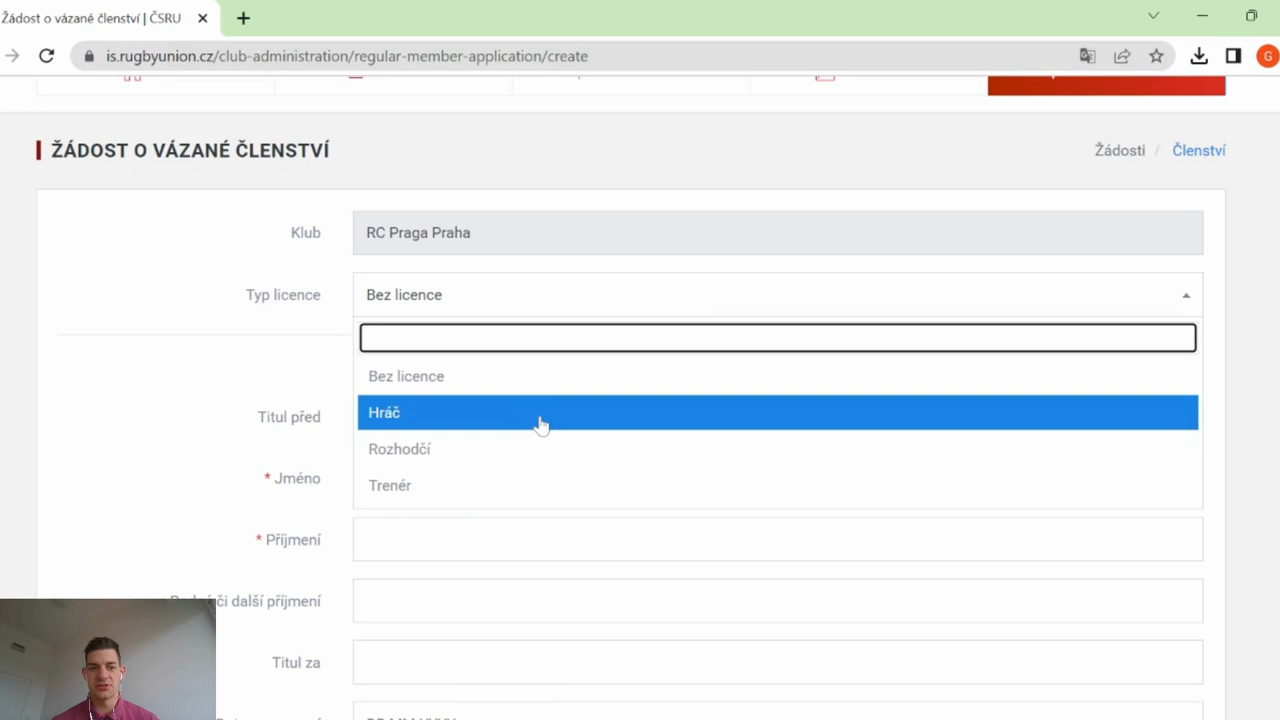 Žádost o vázané členství | ČSRU
is.rugbyunion.cz/club-administration/regular-member-application/create
G
ŽÁDOST O VÁZANÉ ČLENSTVÍ
Žádosti / Členství
Klub
RC Praga Praha
Typ licence
Bez licence
Bez licence
Hráč
Rozhodčí
Trenér
Titul před
* Jméno
* Příjmení
či další příjmení
Titul za